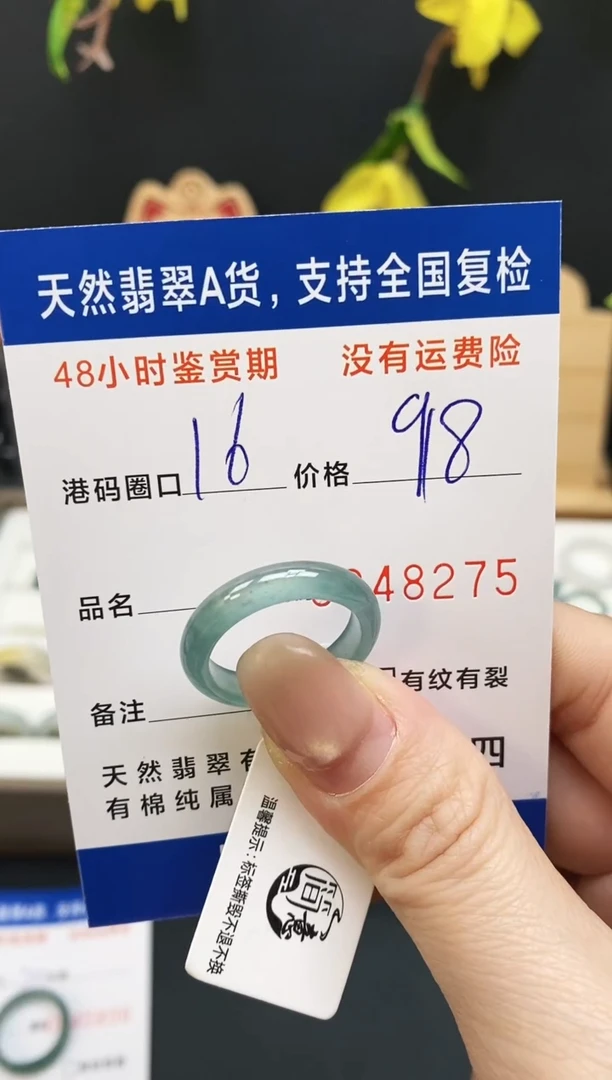 天然翡翠A货，支持全国复检
48小时鉴赏期 没有运费险
港码圈口 16 价格 98
品名 48275
备注 有纹有裂
天然翡翠有 四
有棉纯属
温馨提示：标签撕毁不退不换